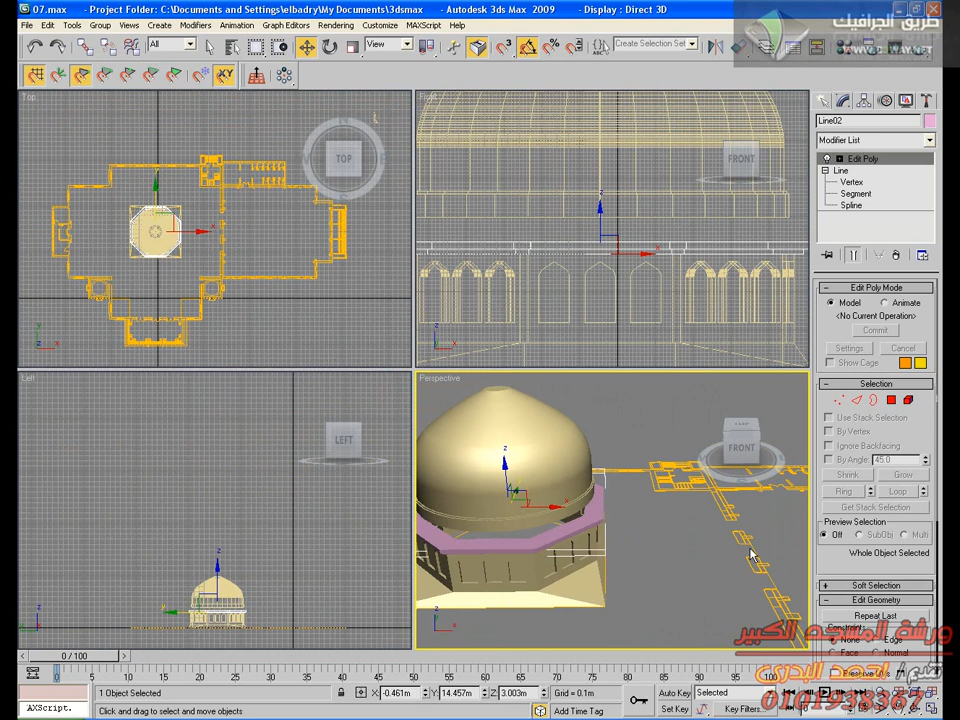 07.max - Project Folder: C:\Documents and Settings\elbadry\My Documents\3dsmax - Autodesk 3ds Max 2009 - Display : Direct 3D
File Edit Tools Group Views Create Modifiers Animation Graph Editors Rendering Customize MAXScript Help
طريق الجرافيك
All
View
Create Selection Set
XY
Top
TOP
FRONT
Line02
Modifier List
Edit Poly
Line
Vertex
Segment
Spline
Edit Poly Mode
Model Animate
<No Current Operation>
Commit
Settings Cancel
Show Cage
Left
LEFT
Perspective
FRONT
Selection
Use Stack Selection
By Vertex
Ignore Backfacing
By Angle: 45.0
Shrink Grow
Ring Loop
Get Stack Selection
Preview Selection
Off SubObj Multi
Whole Object Selected
Soft Selection
Edit Geometry
Repeat Last
Constraints
None Edge
Face Normal
Preserve UVs
ورشة المسجد الكبير
احمد البدرى
0101939367
0 / 100
0 5 10 15 20 25 30 35 40 45 50 55 60 65 70 75 80 85 90 95 100
1 Object Selected X: -0.461m Y: 14.457m Z: 3.003m Grid = 0.1m Auto Key Selected
AXScript. Click and drag to select and move objects Add Time Tag Set Key Key Filters...